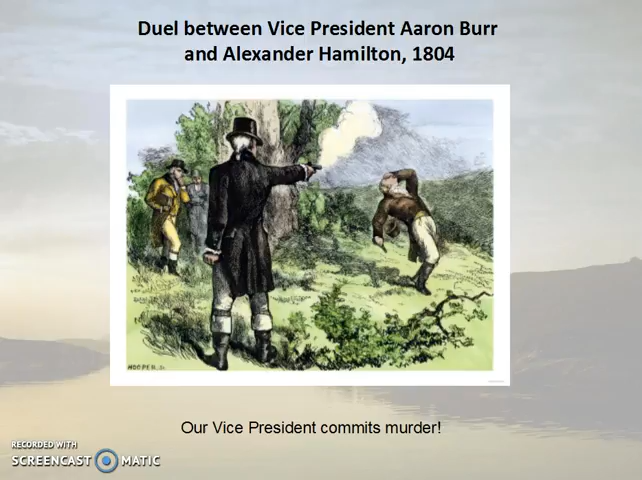 Duel between Vice President Aaron Burr
and Alexander Hamilton, 1804
HOOPER
Our Vice President commits murder!
RECORDED WITH
SCREENCAST MATIC